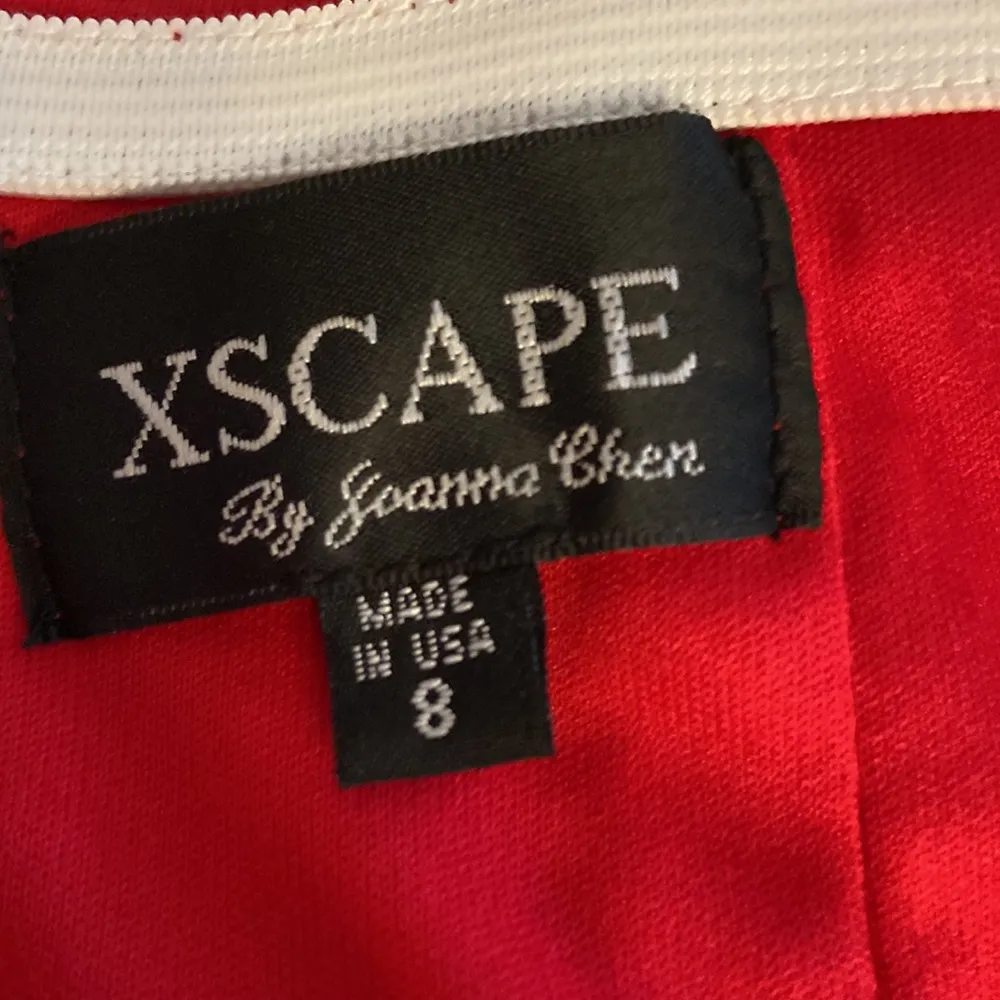 XSCAPE
By Joanna Chen
MADE
IN USA
8